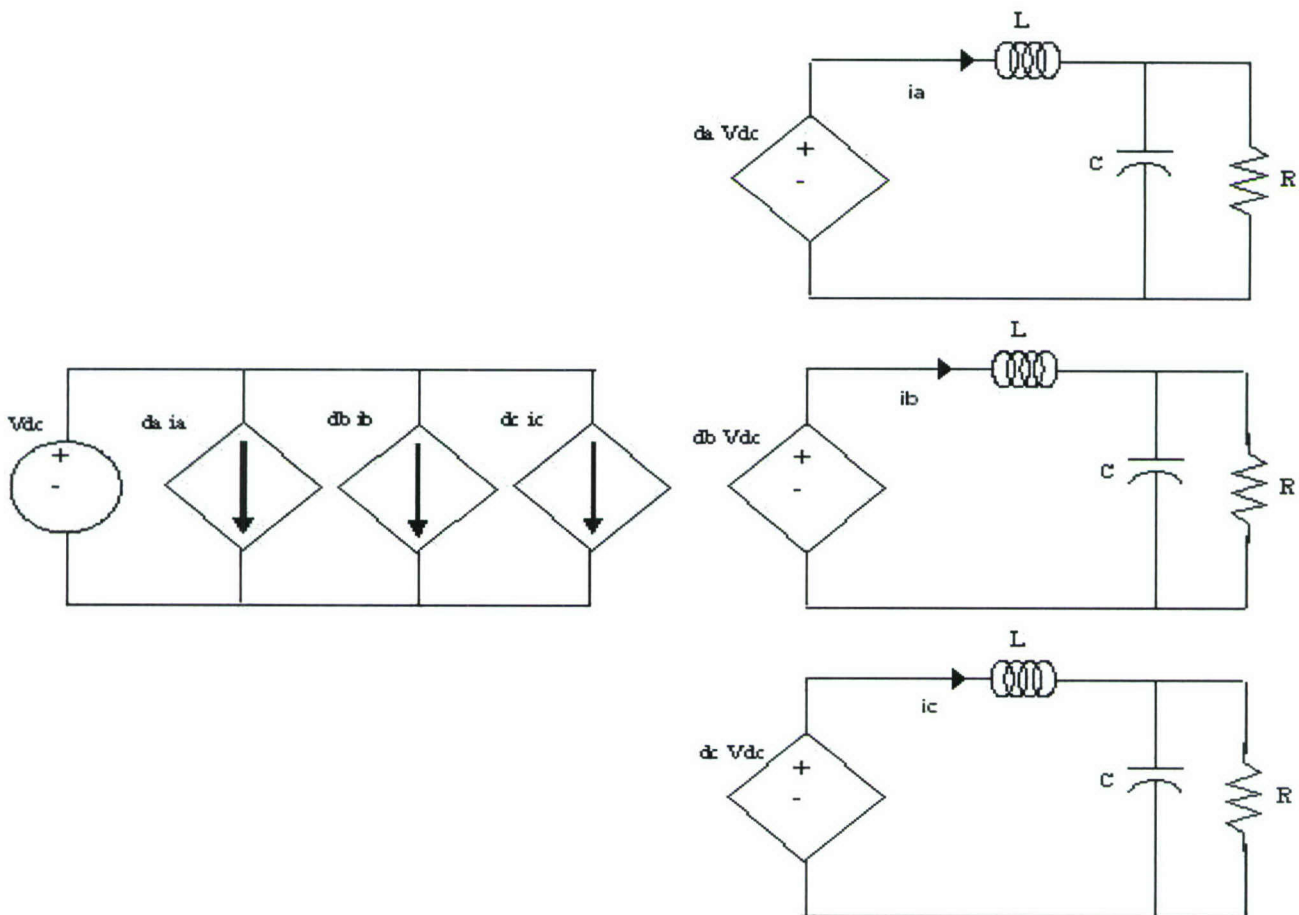 L
ia
da Vdc
+
-
C
R
L
Vdc
+
-
da ia
db ib
dc ic
ib
db Vdc
+
-
C
R
L
ic
dc Vdc
+
-
C
R